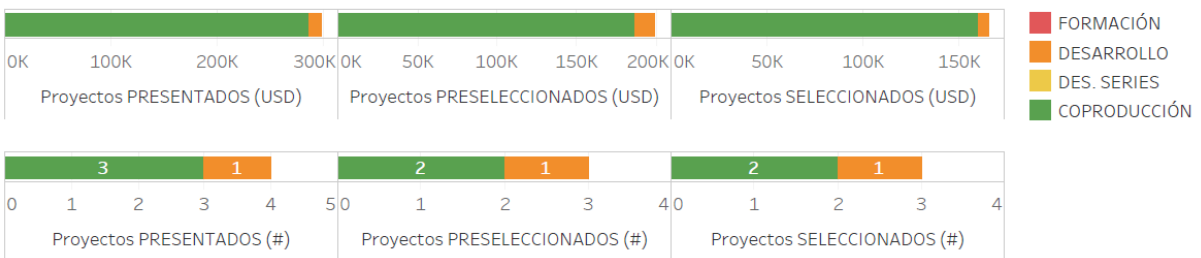 FORMACIÓN
DESARROLLO
DES. SERIES
COPRODUCCIÓN
0K 100K 200K 300K 0K 50K 100K 150K 200K 0K 50K 100K 150K
Proyectos PRESENTADOS (USD) Proyectos PRESELECCIONADOS (USD) Proyectos SELECCIONADOS (USD)
3 1 2 1 2 1
0 1 2 3 4 5 0 1 2 3 4 0 1 2 3 4
Proyectos PRESENTADOS (#) Proyectos PRESELECCIONADOS (#) Proyectos SELECCIONADOS (#)